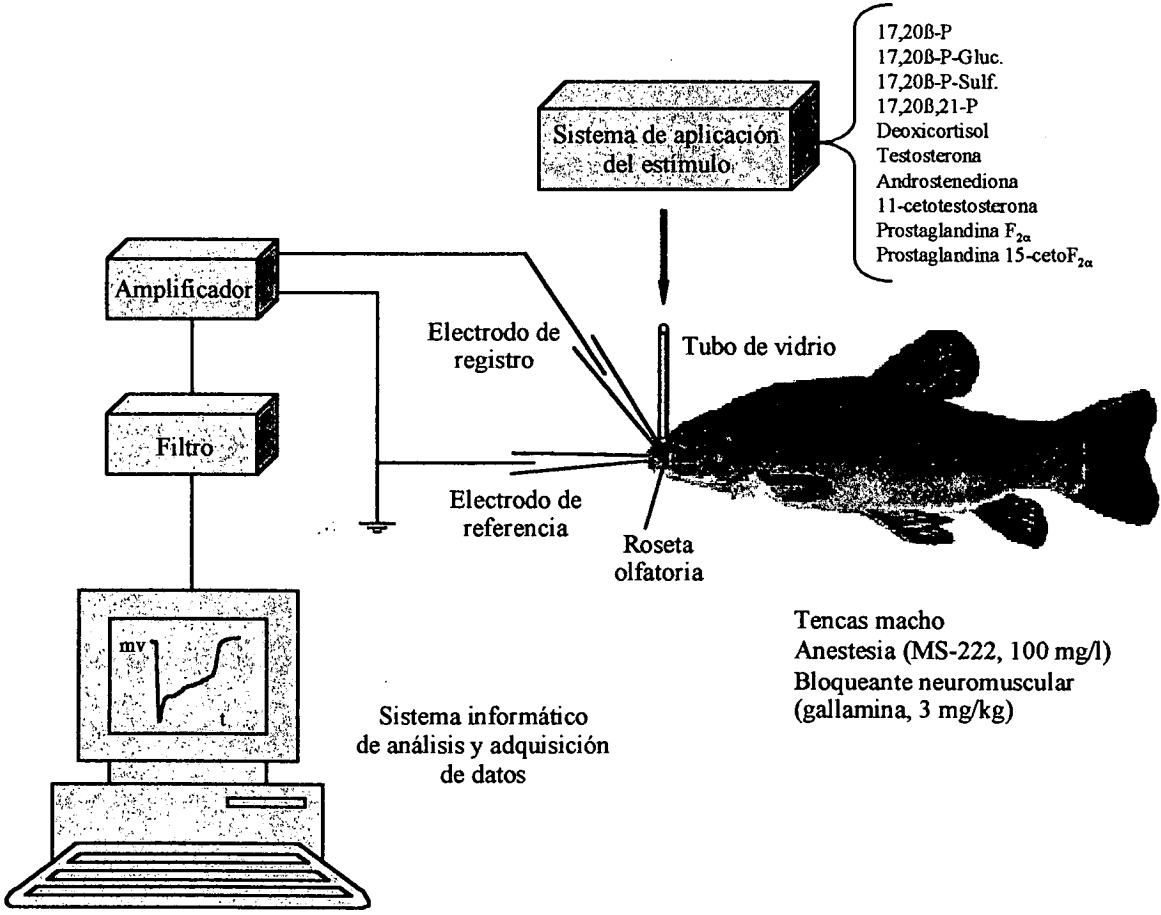 17,20ß-P
17,20ß-P-Gluc.
17,20ß-P-Sulf.
17,20ß,21-P
Deoxicortisol
Testosterona
Androstenediona
11-cetotestosterona
Prostaglandina F2α
Prostaglandina 15-cetoF2α
Sistema de aplicación
del estímulo
Amplificador
Electrodo de
registro
Tubo de vidrio
Filtro
Electrodo de
referencia
Roseta
olfatoria
mv
t
Sistema informático
de análisis y adquisición
de datos
Tencas macho
Anestesia (MS-222, 100 mg/l)
Bloqueante neuromuscular
(gallamina, 3 mg/kg)